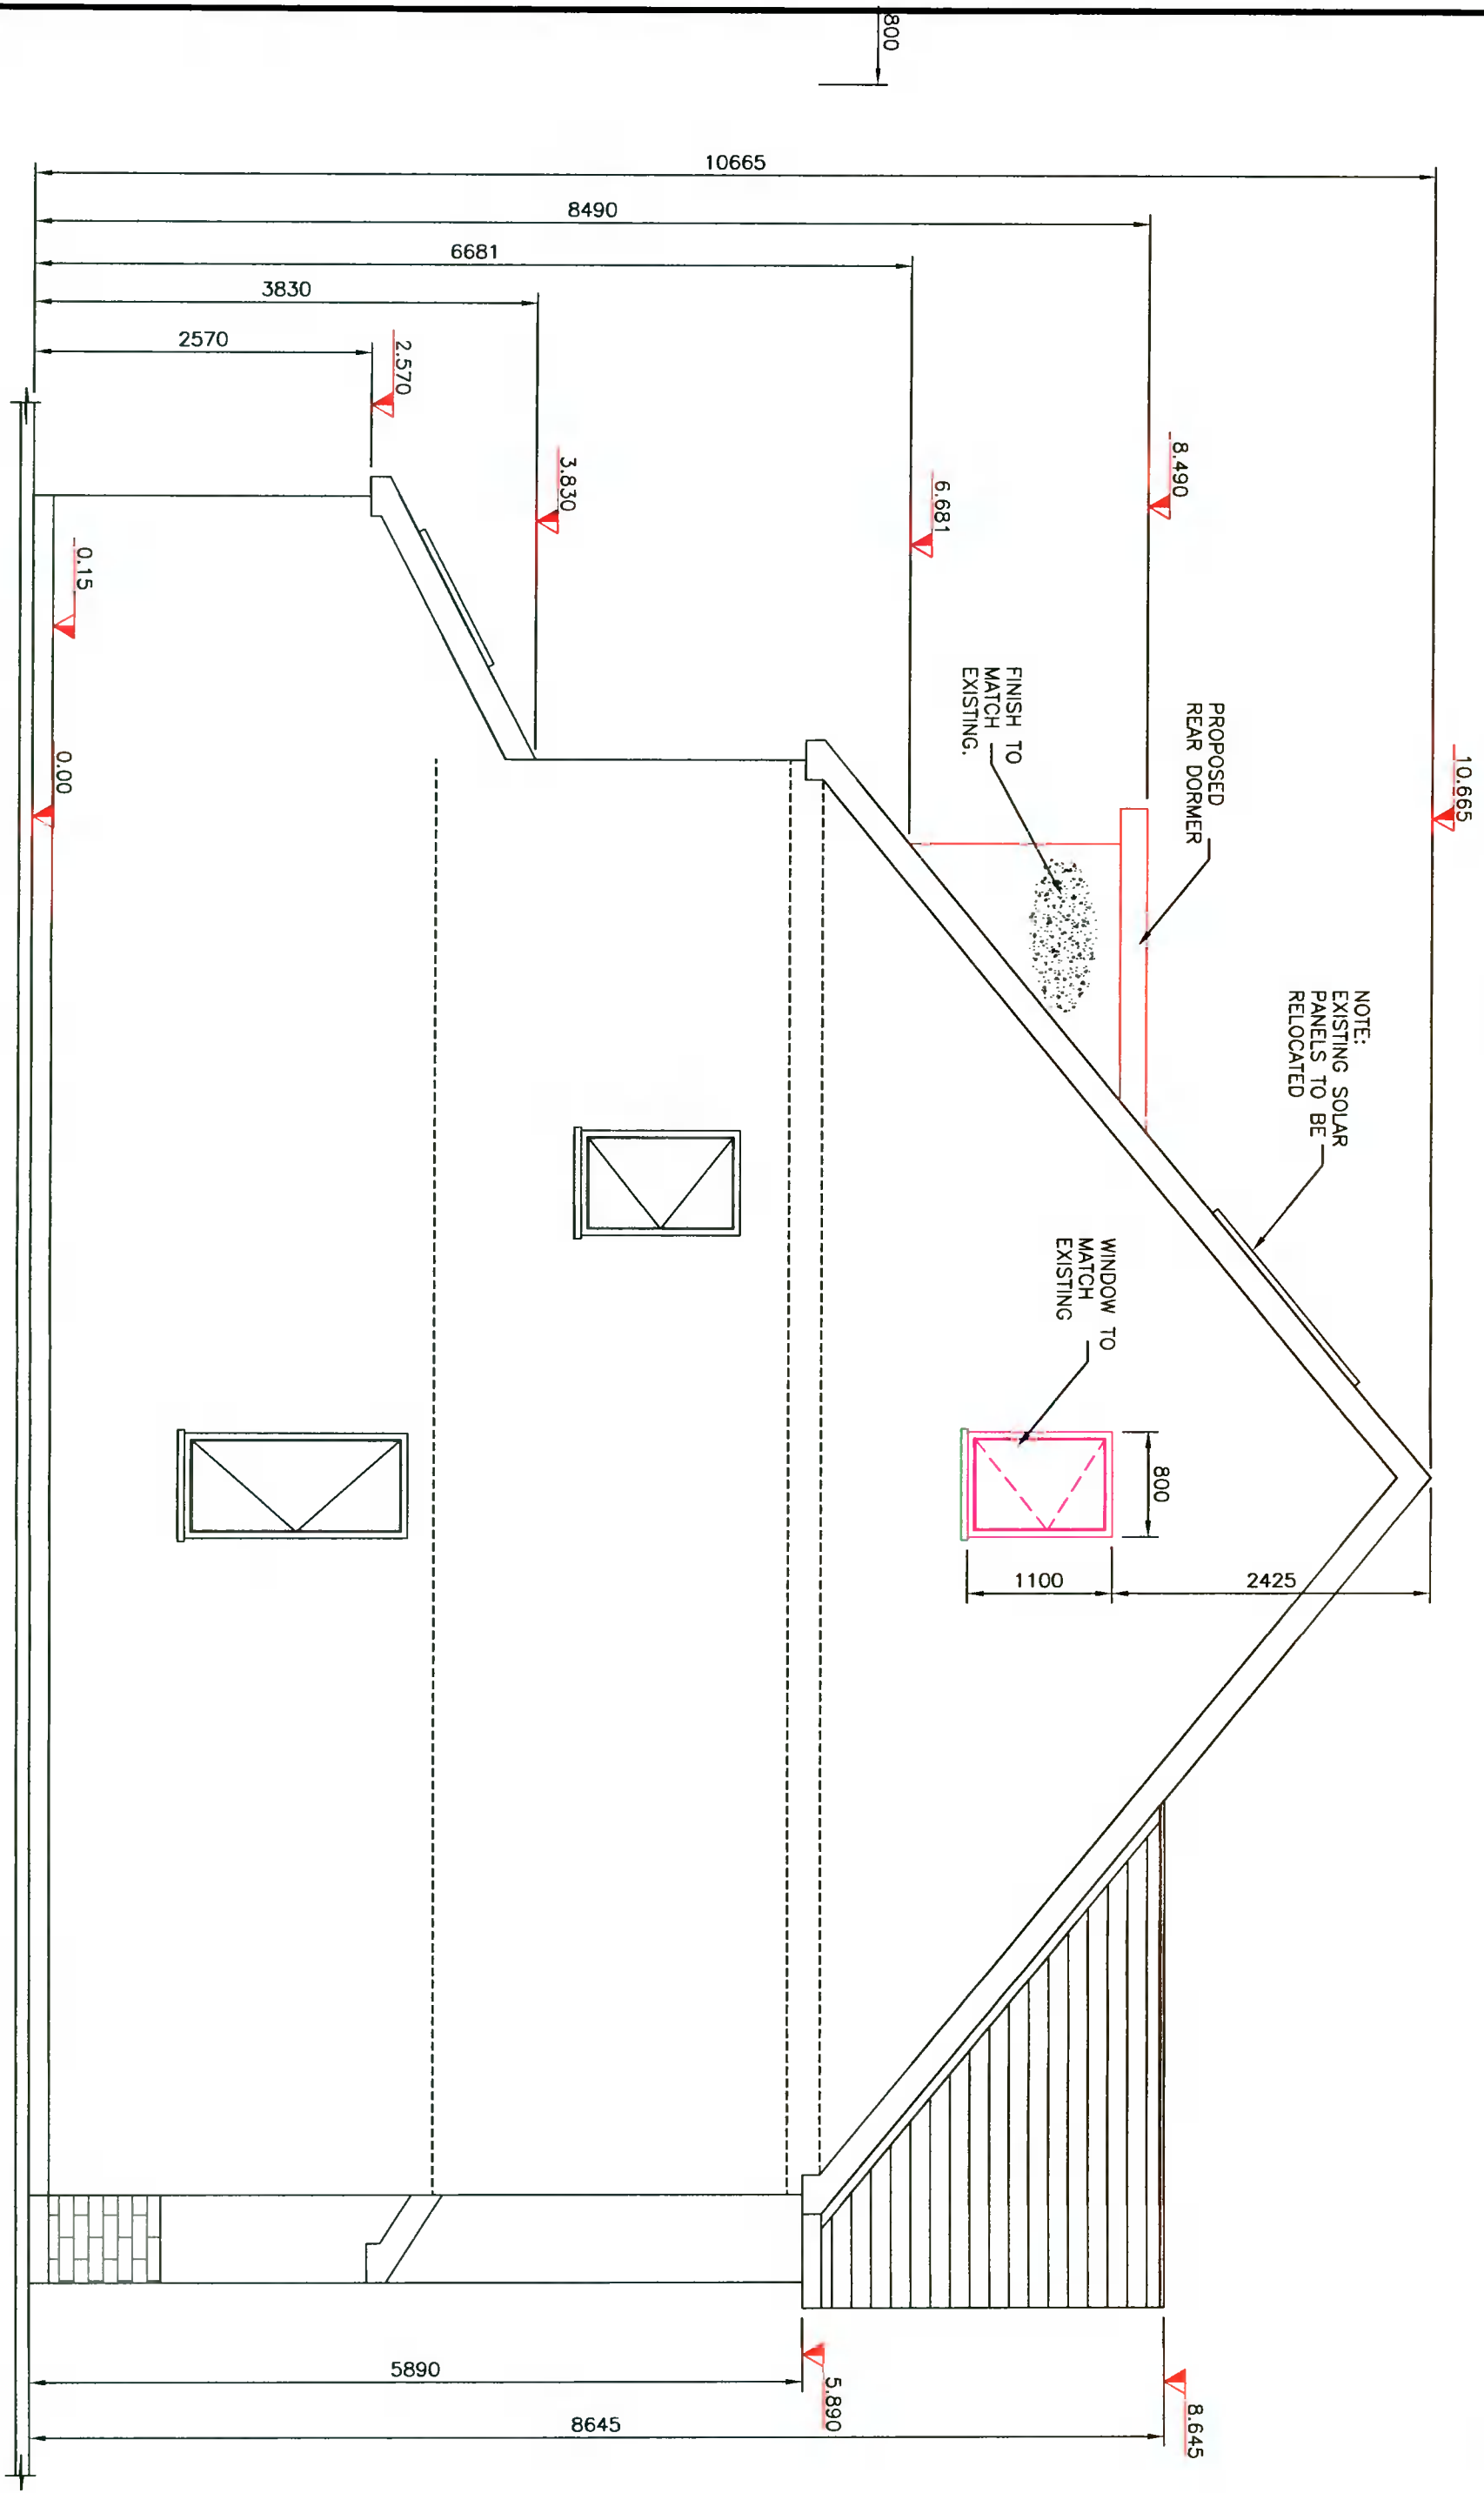 800
10665
8490
6681
3830
2570
2.570
3.830
6.681
8.490
10.665
0.15
0.00
PROPOSED
REAR DORMER
FINISH TO
MATCH
EXISTING.
NOTE:
EXISTING SOLAR
PANELS TO BE
RELOCATED
WINDOW TO
MATCH
EXISTING
800
1100
2425
5890
5.890
8645
8.645